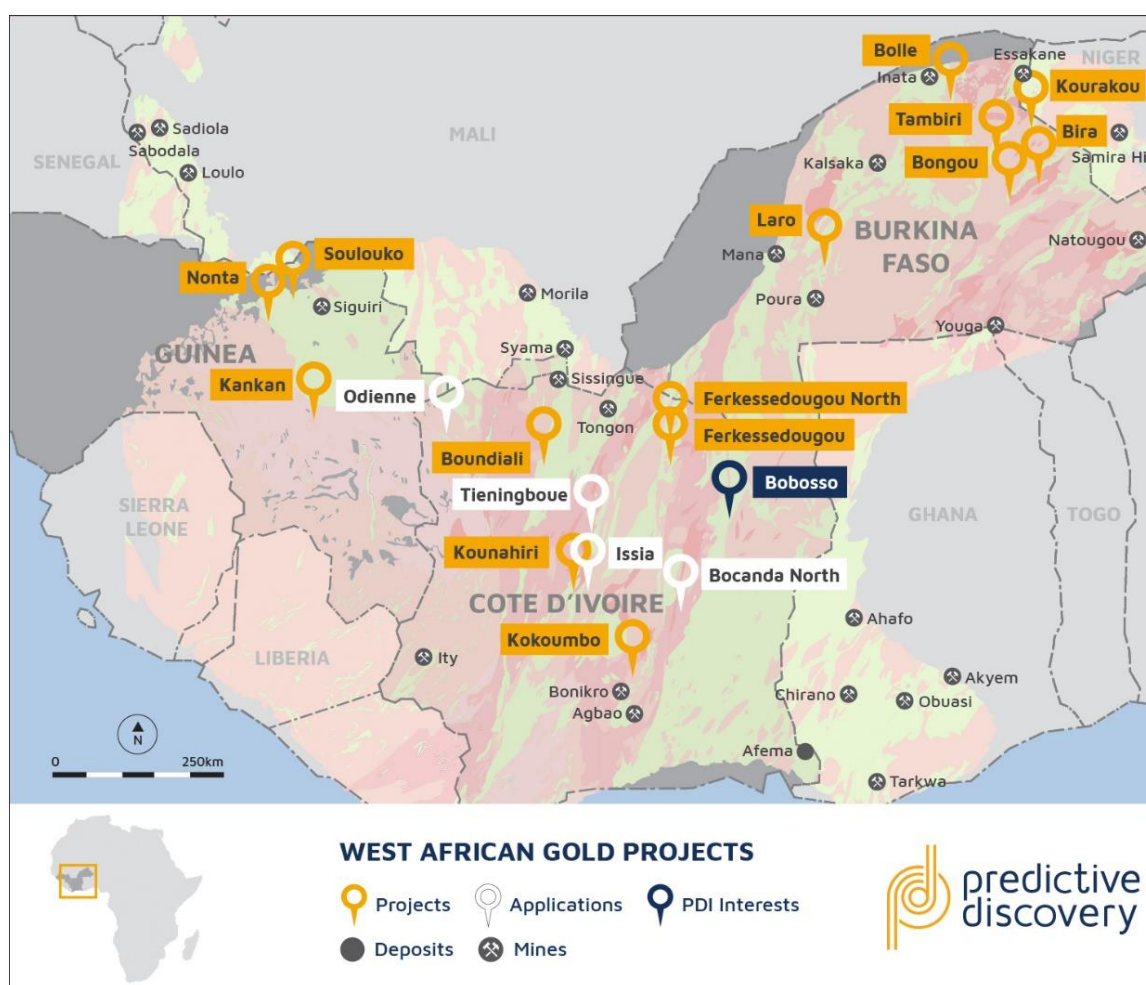 Bolle
Essakane
NIGER
Inata
Kourakou
Tambiri
Bira
Sadiola
Sabodala
MALI
SENEGAL
Kalsaka
Bongou
Samira Hi
Loulo
Laro
BURKINA
FASO
Natougou
Mana
Soulouko
Nonta
Morila
Poura
Siguiri
Youga
GUINEA
Syama
Sissingue
Kankan
Odienne
Ferkessedougou North
Tongon
Ferkessedougou
Boundiali
Bobosso
Tieningboue
SIERRA
LEONE
GHANA
TOGO
Kounahiri
Issia
Bocanda North
COTE D'IVOIRE
Ahafo
Kokoumbo
LIBERIA
Ity
Akyem
Bonikro
Chirano
Obuasi
Agbao
N
Afema
0 250km
Tarkwa
WEST AFRICAN GOLD PROJECTS
Projects Applications PDI Interests
Deposits Mines
predictive
discovery